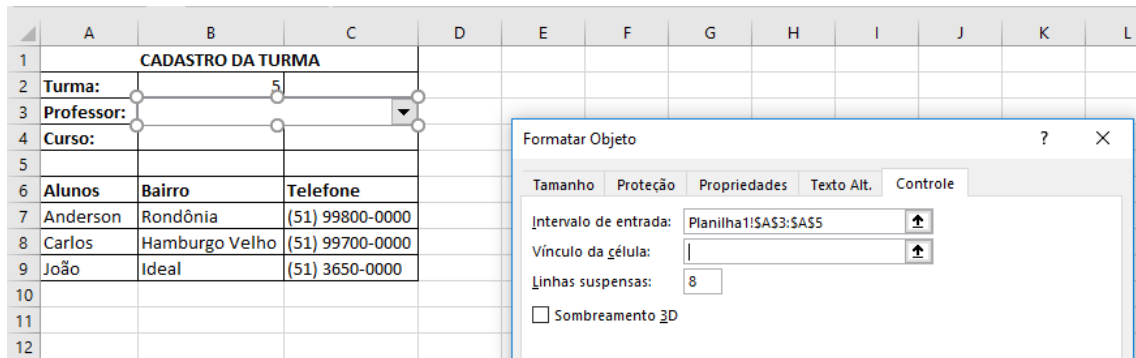 A B C D E F G H I J K L
1 CADASTRO DA TURMA
2 Turma: 5
3 Professor:
4 Curso:
5
6 Alunos Bairro Telefone
7 Anderson Rondônia (51) 99800-0000
8 Carlos Hamburgo Velho (51) 99700-0000
9 João Ideal (51) 3650-0000
10
11
12
Formatar Objeto ? X
Tamanho Proteção Propriedades Texto Alt. Controle
Intervalo de entrada: Planilha1!$A$3:$A$5
Vínculo da célula:
Linhas suspensas: 8
Sombreamento 3D